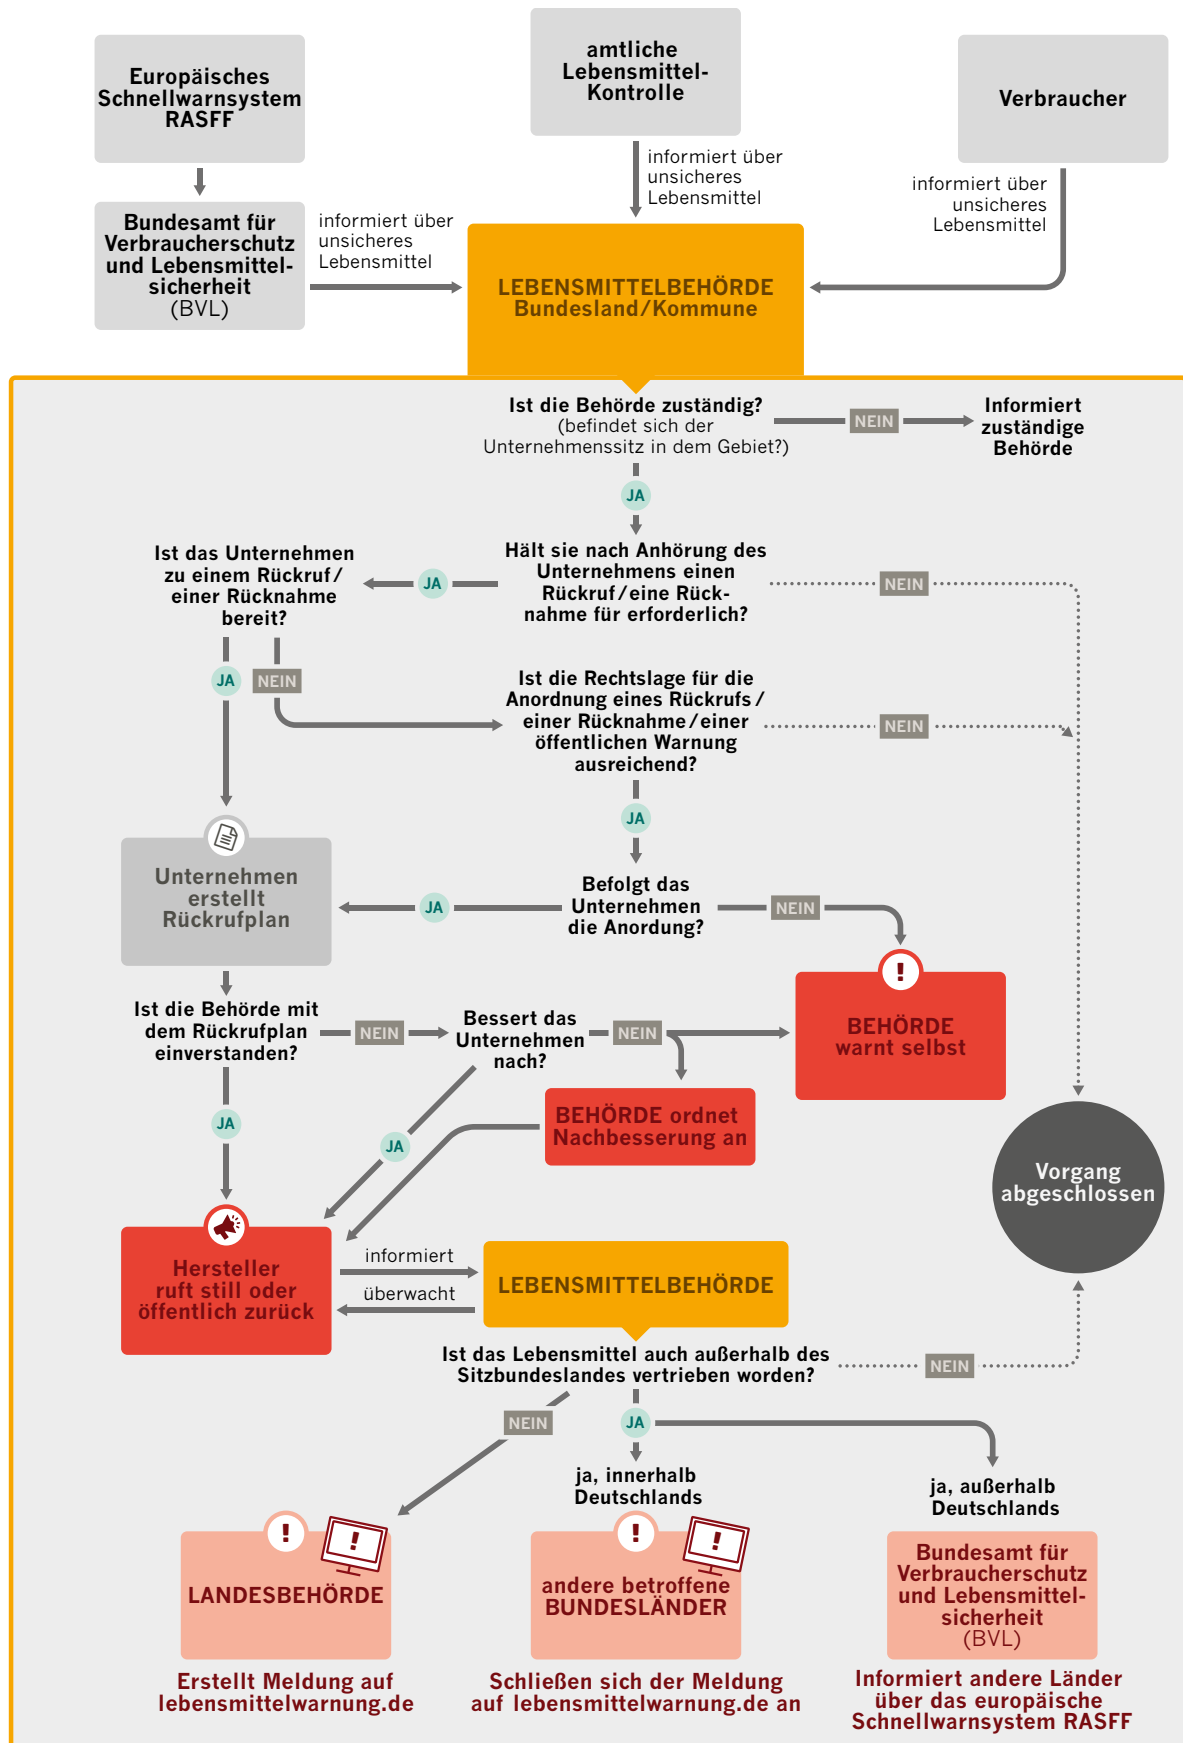 Europäisches
Schnellwarnsystem
RASFF
amtliche
Lebensmittel-
Kontrolle
Verbraucher
informiert über
unsicheres
Lebensmittel
informiert über
unsicheres
Lebensmittel
Bundesamt für
Verbraucherschutz
und Lebensmittel-
sicherheit
(BVL)
informiert über
unsicheres
Lebensmittel
LEBENSMITTELBEHÖRDE
Bundesland/Kommune
Ist die Behörde zuständig?
(befindet sich der
Unternehmenssitz in dem Gebiet?)
NEIN
Informiert
zuständige
Behörde
JA
Hält sie nach Anhörung des
Unternehmens einen
Rückruf/eine Rück-
nahme für erforderlich?
NEIN
JA
Ist das Unternehmen
zu einem Rückruf/
einer Rücknahme
bereit?
JA
NEIN
Ist die Rechtslage für die
Anordnung eines Rückrufs/
einer Rücknahme/einer
öffentlichen Warnung
ausreichend?
NEIN
JA
Unternehmen
erstellt
Rückrufplan
JA
Befolgt das
Unternehmen
die Anordung?
NEIN
!
BEHÖRDE
warnt selbst
Ist die Behörde mit
dem Rückrufplan
einverstanden?
NEIN
Bessert das
Unternehmen
nach?
NEIN
BEHÖRDE ordnet
Nachbesserung an
JA
JA
Vorgang
abgeschlossen
Hersteller
ruft still oder
öffentlich zurück
informiert
überwacht
LEBENSMITTELBEHÖRDE
Ist das Lebensmittel auch außerhalb des
Sitzbundeslandes vertrieben worden?
NEIN
NEIN
JA
ja, innerhalb
Deutschlands
ja, außerhalb
Deutschlands
!
!
LANDESBEHÖRDE
!
!
andere betroffene
BUNDESLÄNDER
Bundesamt für
Verbraucherschutz
und Lebensmittel-
sicherheit
(BVL)
Erstellt Meldung auf
lebensmittelwarnung.de
Schließen sich der Meldung
auf lebensmittelwarnung.de an
Informiert andere Länder
über das europäische
Schnellwarnsystem RASFF